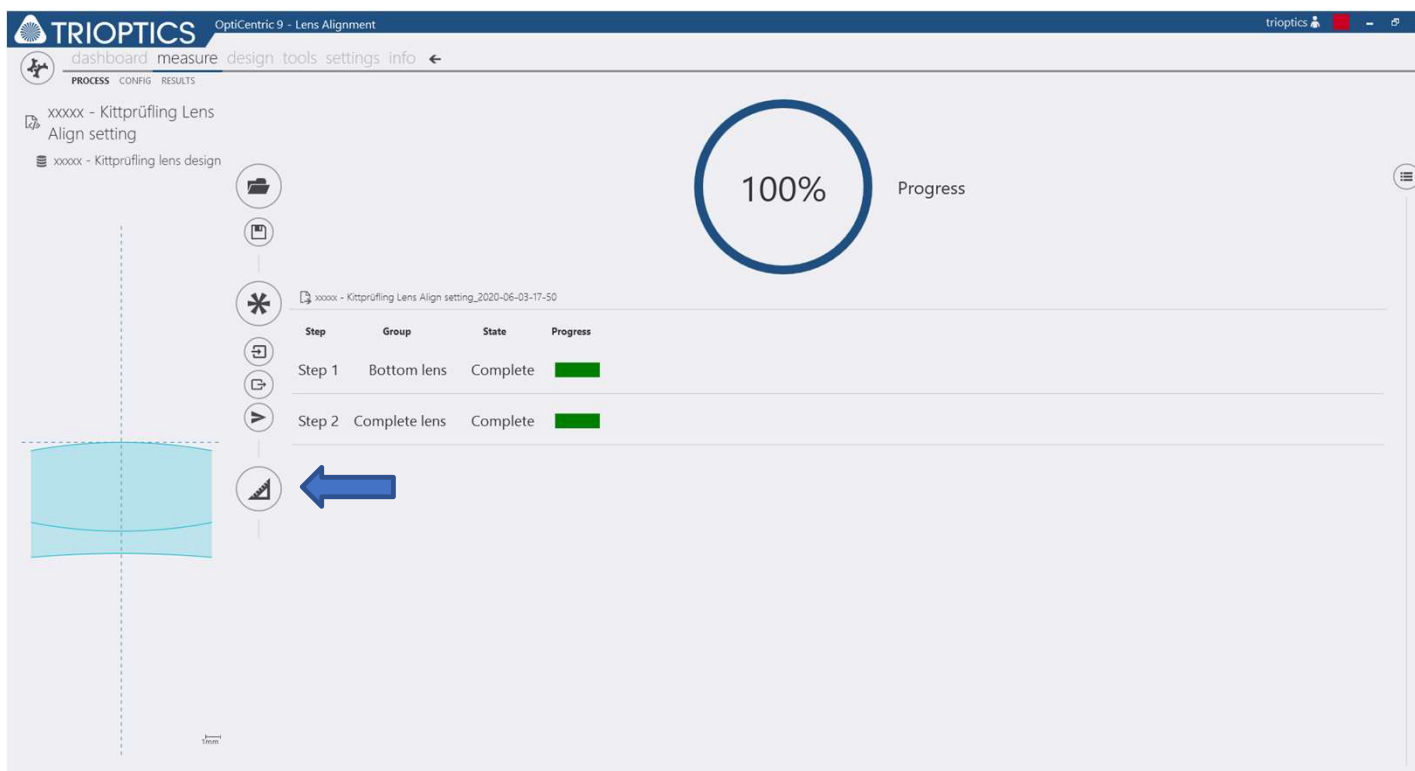 TRIOPTICS
OptiCentric 9 - Lens Alignment
trioptics
dashboard measure design tools settings info
PROCESS CONFIG RESULTS
xxxxx - Kittprüfling Lens
Align setting
xxxxx - Kittprüfling lens design
100%
Progress
xxxxx - Kittprüfling Lens Align setting_2020-06-03-17-50
Step Group State Progress
Step 1 Bottom lens Complete
Step 2 Complete lens Complete
1mm